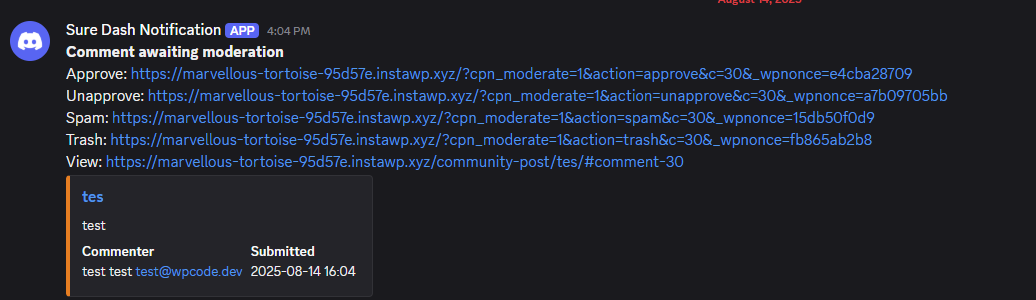 August 14, 2025
Sure Dash Notification APP 4:04 PM
Comment awaiting moderation
Approve: https://marvellous-tortoise-95d57e.instawp.xyz/?cpn_moderate=1&action=approve&c=30&_wpnonce=e4cba28709
Unapprove: https://marvellous-tortoise-95d57e.instawp.xyz/?cpn_moderate=1&action=unapprove&c=30&_wpnonce=a7b09705bb
Spam: https://marvellous-tortoise-95d57e.instawp.xyz/?cpn_moderate=1&action=spam&c=30&_wpnonce=15db50f0d9
Trash: https://marvellous-tortoise-95d57e.instawp.xyz/?cpn_moderate=1&action=trash&c=30&_wpnonce=fb865ab2b8
View: https://marvellous-tortoise-95d57e.instawp.xyz/community-post/tes/#comment-30
tes
test
Commenter Submitted
test test test@wpcode.dev 2025-08-14 16:04